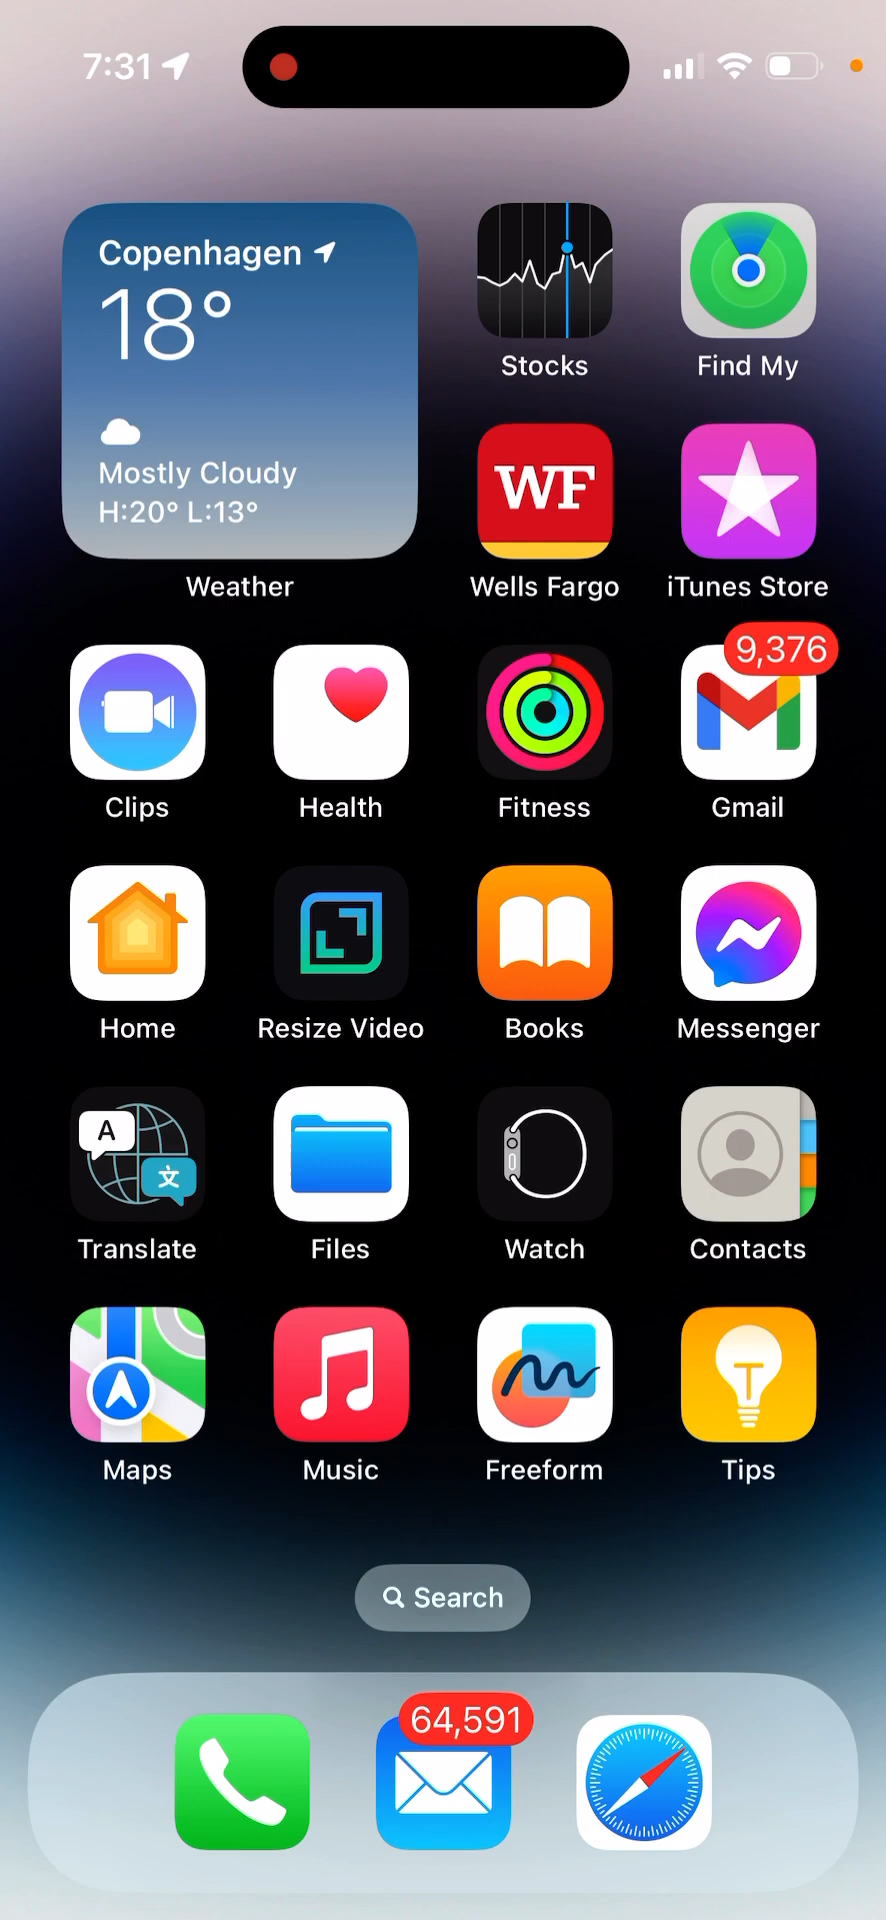 7:31
Copenhagen
18°
Mostly Cloudy
H:20° L:13°
Weather
Stocks
Find My
WF
Wells Fargo
iTunes Store
9,376
Clips
Health
Fitness
Gmail
Home
Resize Video
Books
Messenger
A
文
Translate
Files
Watch
Contacts
Maps
Music
Freeform
Tips
Search
64,591